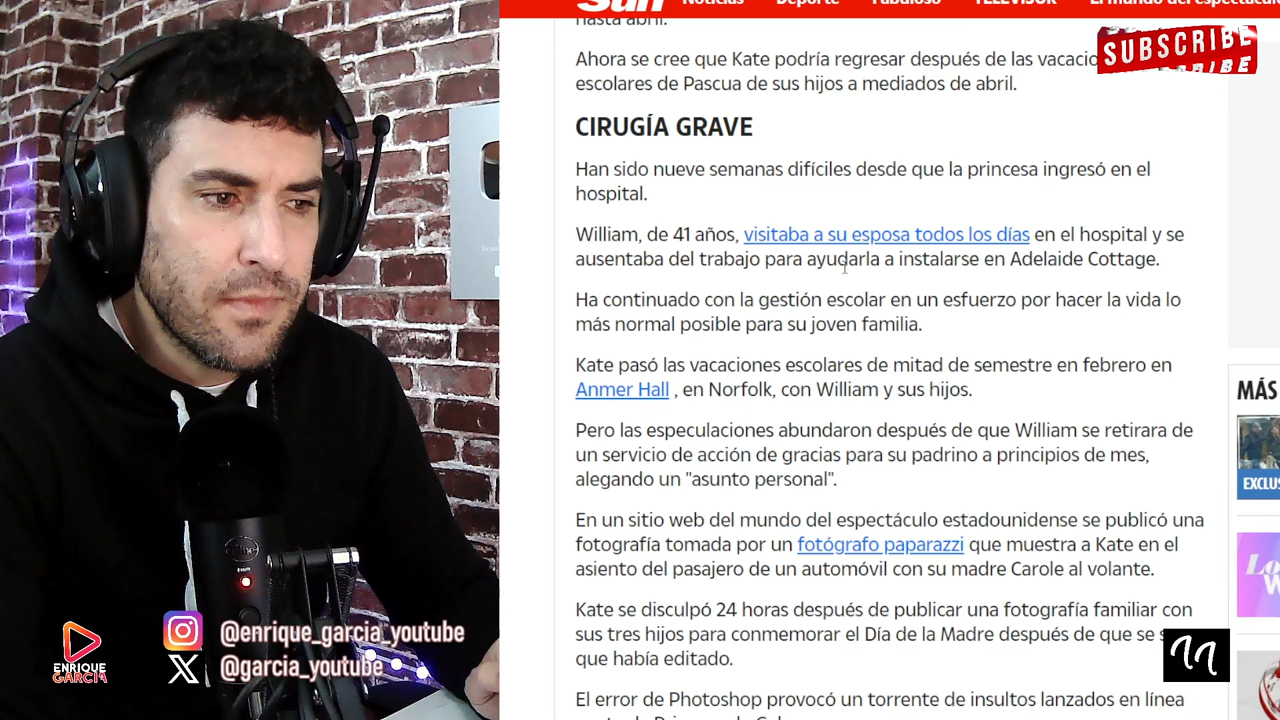 Sun Noticias Deporte Fabuloso TELEVISOR El mundo del espectáculo
hasta abril.
SUBSCRIBE
Ahora se cree que Kate podría regresar después de las
escolares de Pascua de sus hijos a mediados de abril.
CIRUGÍA GRAVE
Han sido nueve semanas difíciles desde que la princesa ingresó en el
hospital.
William, de 41 años, visitaba a su esposa todos los días en el hospital y se
ausentaba del trabajo para ayudarla a instalarse en Adelaide Cottage.
Ha continuado con la gestión escolar en un esfuerzo por hacer la vida lo
más normal posible para su joven familia.
Kate pasó las vacaciones escolares de mitad de semestre en febrero en
Anmer Hall , en Norfolk, con William y sus hijos.
Pero las especulaciones abundaron después de que William se retirara de
un servicio de acción de gracias para su padrino a principios de mes,
alegando un "asunto personal".
En un sitio web del mundo del espectáculo estadounidense se publicó una
fotografía tomada por un fotógrafo paparazzi que muestra a Kate en el
asiento del pasajero de un automóvil con su madre Carole al volante.
Kate se disculpó 24 horas después de publicar una fotografía familiar con
sus tres hijos para conmemorar el Día de la Madre después de que se
que había editado.
El error de Photoshop provocó un torrente de insultos lanzados en línea
MÁS
EXCLUS
ENRIQUE
GARCIA
@enrique_garcia_youtube
@garcia_youtube